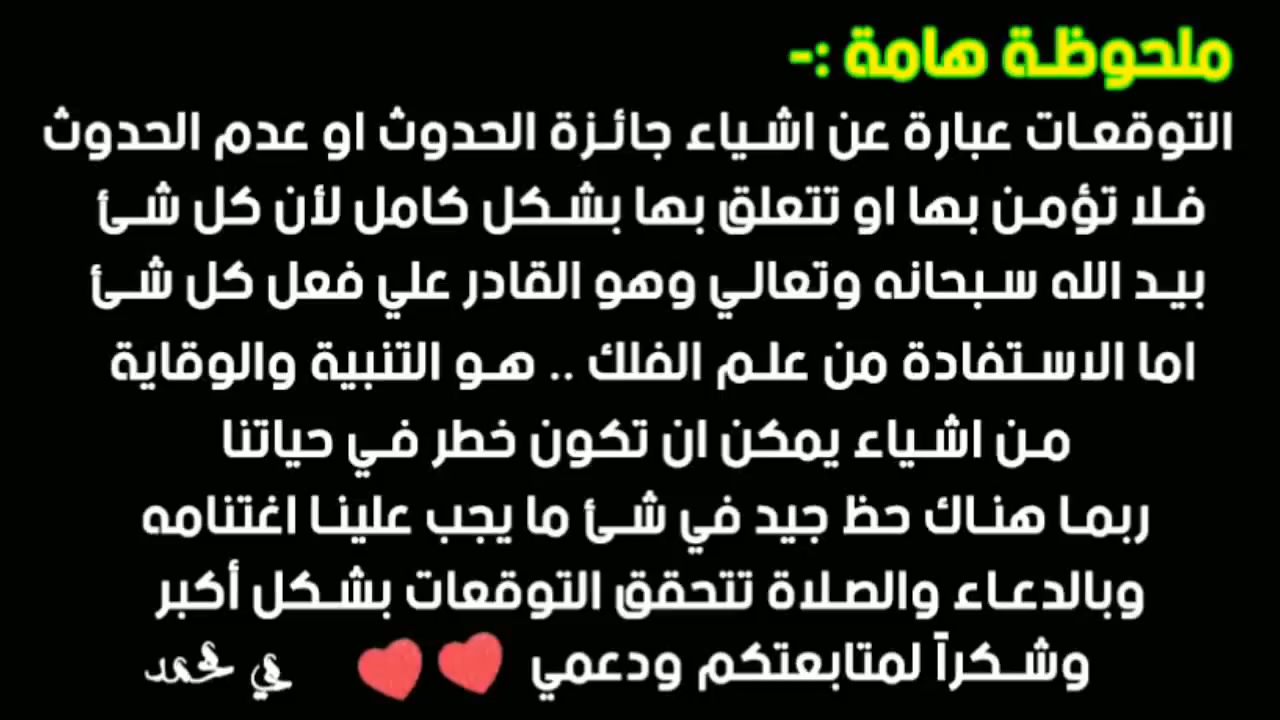 ملحوظة هامة :-
التوقعات عبارة عن اشياء جائزة الحدوث او عدم الحدوث
فلا تؤمن بها او تتعلق بها بشكل كامل لأن كل شئ
بيد الله سبحانه وتعالي وهو القادر علي فعل كل شئ
اما الاستفادة من علم الفلك .. هو التنبية والوقاية
من اشياء يمكن ان تكون خطر في حياتنا
ربما هناك حظ جيد في شئ ما يجب علينا اغتنامه
وبالدعاء والصلاة تتحقق التوقعات بشكل أكبر
وشكراً لمتابعتكم ودعمي ♥♥ مي محمد